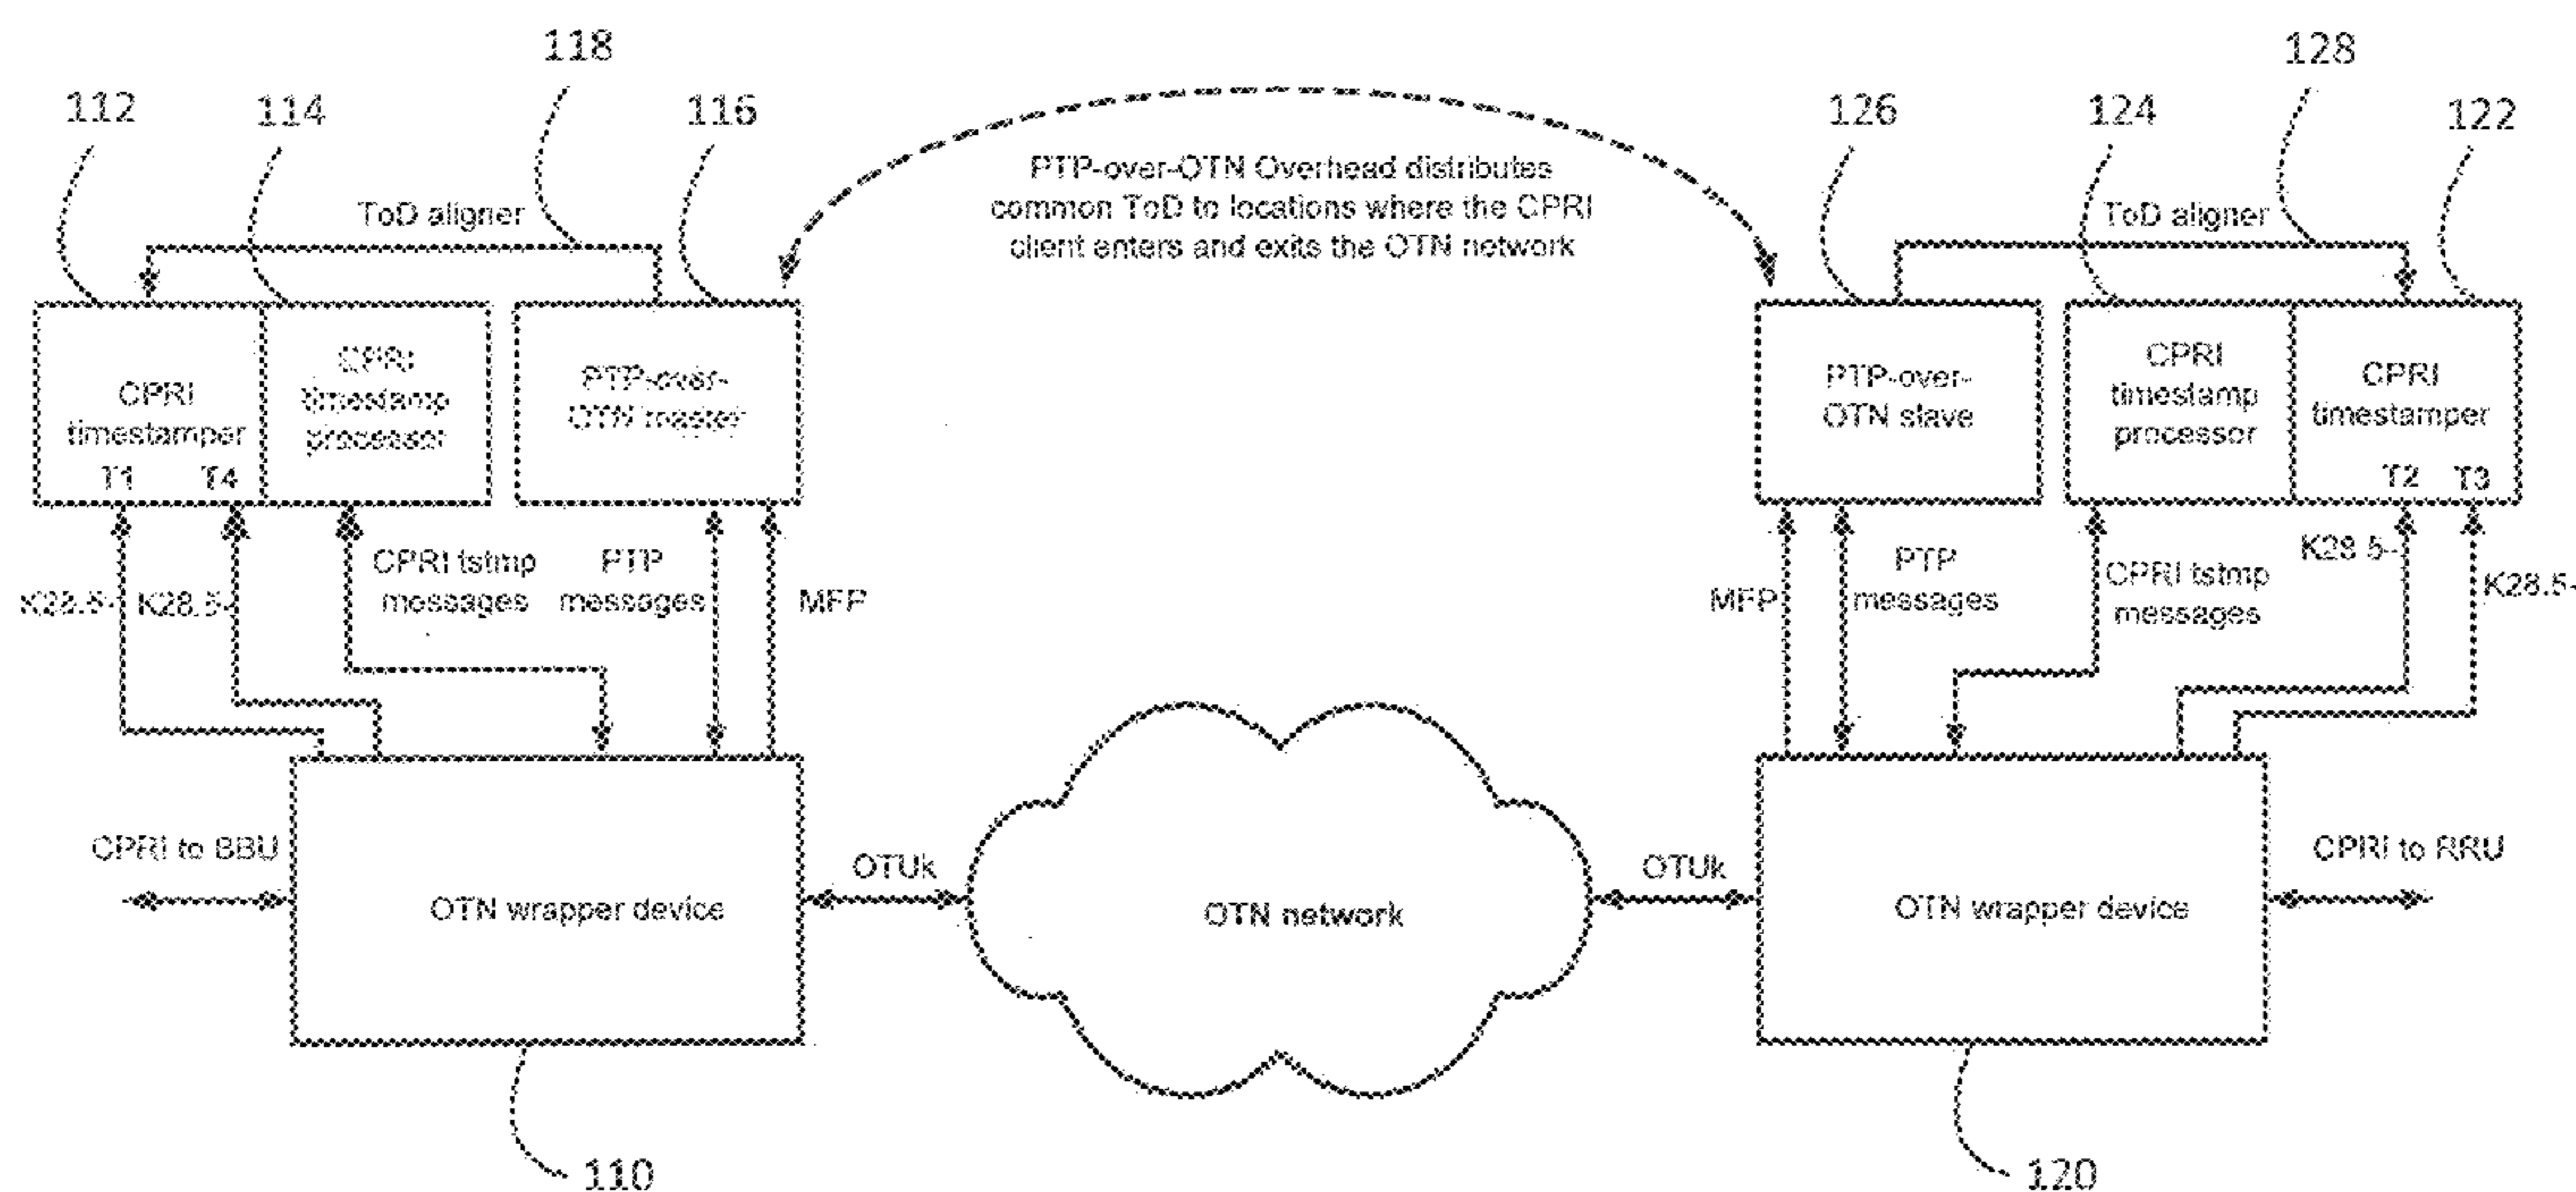 118
128
112
114
116
126
124
122
PTP-over-OTN Overhead distributes
common ToD to locations where the CPRI
client enters and exits the OTN network
ToD aligner
ToD aligner
CPRI
timestamper
T1 T4
CPRI
timestamp
processor
PTP-over-
OTN master
PTP-over-
OTN slave
CPRI
timestamp
processor
CPRI
timestamper
T2 T3
K28.5-
K28.5-
CPRI tstmp
messages
PTP
messages
MFP
MFP
PTP
messages
CPRI tstmp
messages
K28.5-
K28.5-
CPRI to BBU
OTN wrapper device
OTUk
OTN network
OTUk
OTN wrapper device
CPRI to RRU
110
120